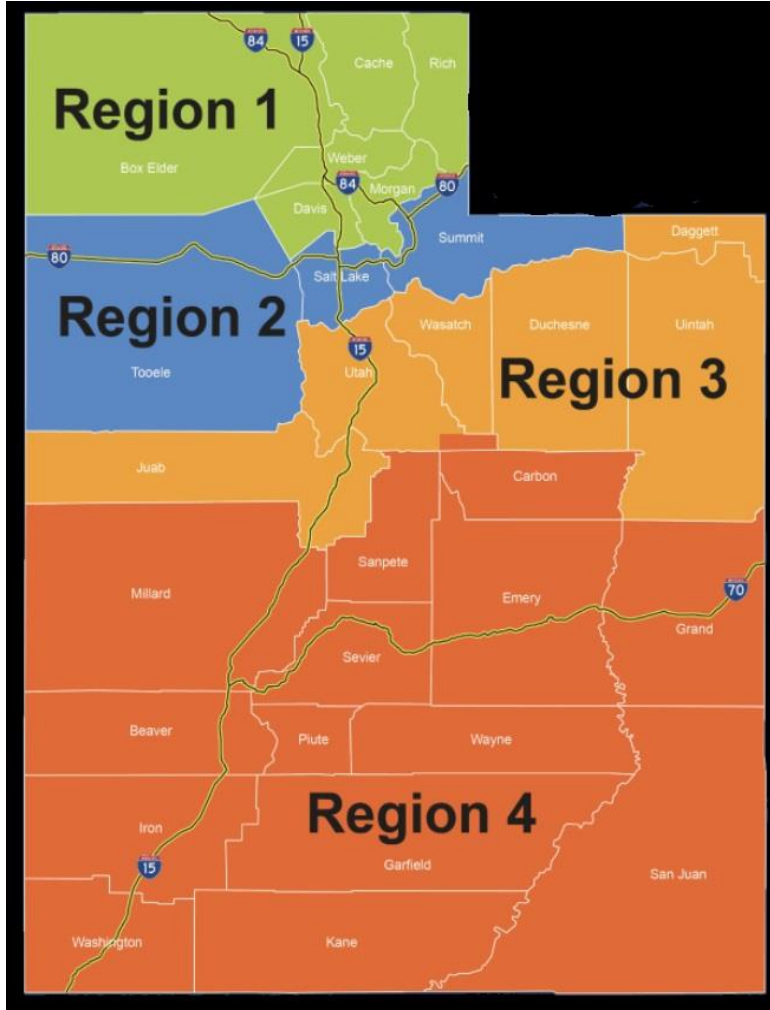 84
15
Cache
Rich
Region 1
Weber
Box Elder
84
Morgan
80
Davis
Summit
Daggett
80
Salt Lake
Region 2
Wasatch
Duchesne
Uintah
15
Tooele
Utah
Region 3
Juab
Carbon
Sanpete
Millard
Emery
70
Grand
Sevier
Beaver
Piute
Wayne
Region 4
Iron
15
Garfield
San Juan
Washington
Kane